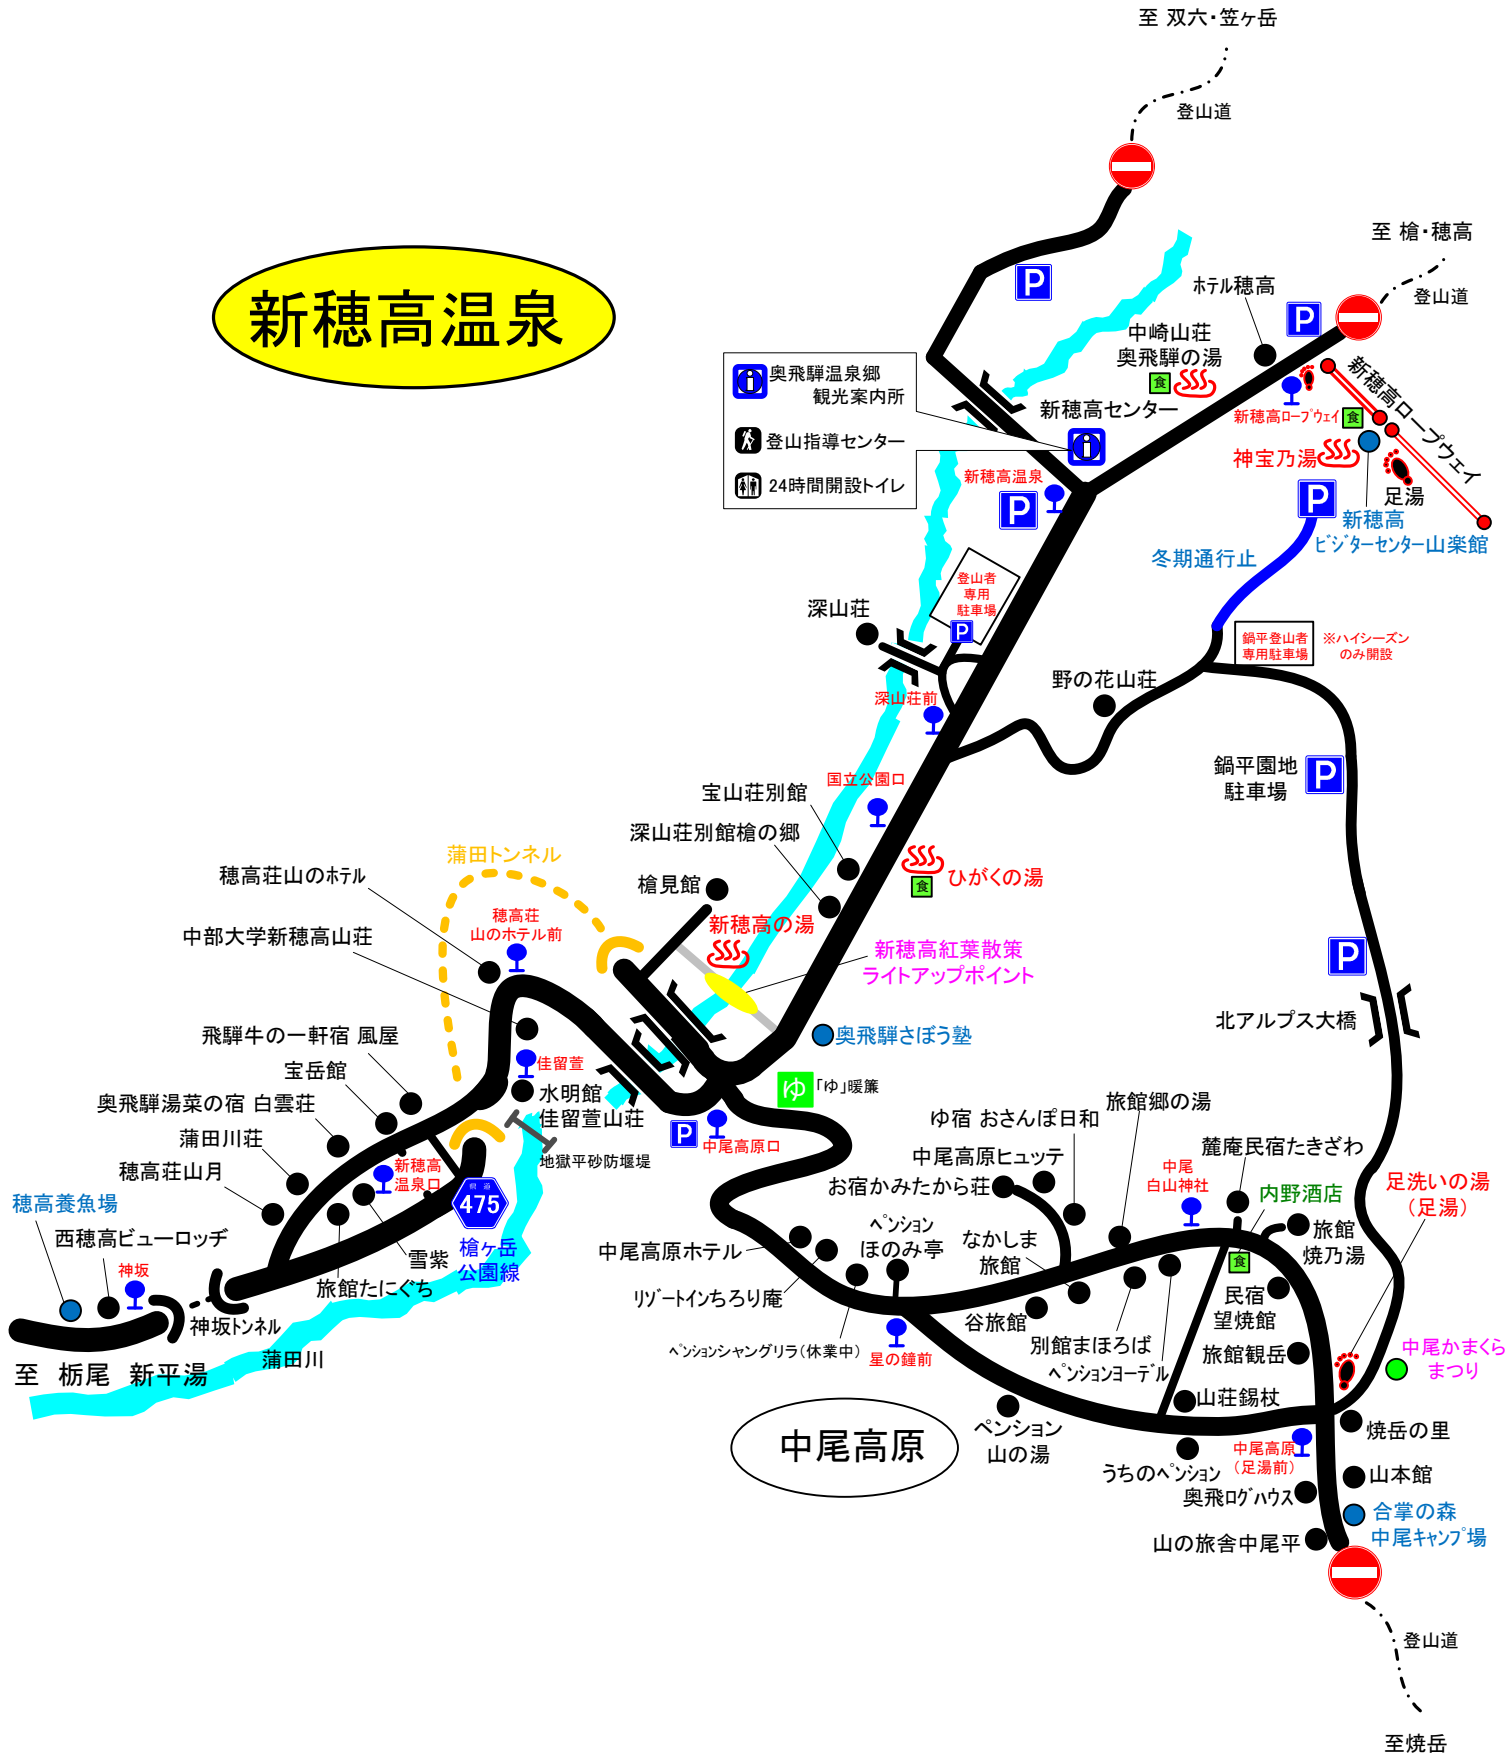 至 双六・笠ヶ岳
登山道
至 槍・穂高
登山道
新穂高温泉
ホテル穂高
P
P
中崎山荘
奥飛騨の湯
食
新穂高ロープウェイ
新穂高ロープウェイ
食
神宝乃湯
足湯
新穂高
ビジターセンター山楽館
奥飛騨温泉郷
観光案内所
登山指導センター
24時間開設トイレ
新穂高センター
新穂高温泉
P
P
冬期通行止
登山者
専用
駐車場
P
深山荘
深山荘前
鍋平登山者
専用駐車場
※ハイシーズン
のみ開設
野の花山荘
鍋平園地
駐車場
P
国立公園口
宝山荘別館
深山荘別館槍の郷
ひがくの湯
食
蒲田トンネル
槍見館
新穂高の湯
穂高荘山のホテル
穂高荘
山のホテル前
中部大学新穂高山荘
新穂高紅葉散策
ライトアップポイント
P
北アルプス大橋
奥飛騨さぼう塾
飛騨牛の一軒宿 風屋
宝岳館
佳留萱
水明館
佳留萱山荘
ゆ
「ゆ」暖簾
奥飛騨湯菜の宿 白雲荘
蒲田川荘
穂高荘山月
地獄平砂防堰堤
P
中尾高原口
新穂高
温泉口
県道
475
槍ヶ岳
公園線
穂高養魚場
西穂高ビューロッヂ
神坂
旅館たにぐち
雪紫
神坂トンネル
蒲田川
至 栃尾 新平湯
旅館郷の湯
ゆ宿 おさんぽ日和
中尾高原ヒュッテ
お宿かみたから荘
中尾
白山神社
麓庵民宿たきざわ
内野酒店
食
足洗いの湯
(足湯)
旅館
焼乃湯
中尾高原ホテル
ペンション
ほのみ亭
なかしま
旅館
リゾートインちろり庵
谷旅館
民宿
望焼館
別館まほろば
ペンションヨーデル
ペンションシャングリラ(休業中)
星の鐘前
旅館観岳
中尾かまくら
まつり
山荘錫杖
中尾高原
ペンション
山の湯
焼岳の里
中尾高原
(足湯前)
うちのペンション
山本館
奥飛ログハウス
合掌の森
中尾キャンプ場
山の旅舎中尾平
登山道
至焼岳